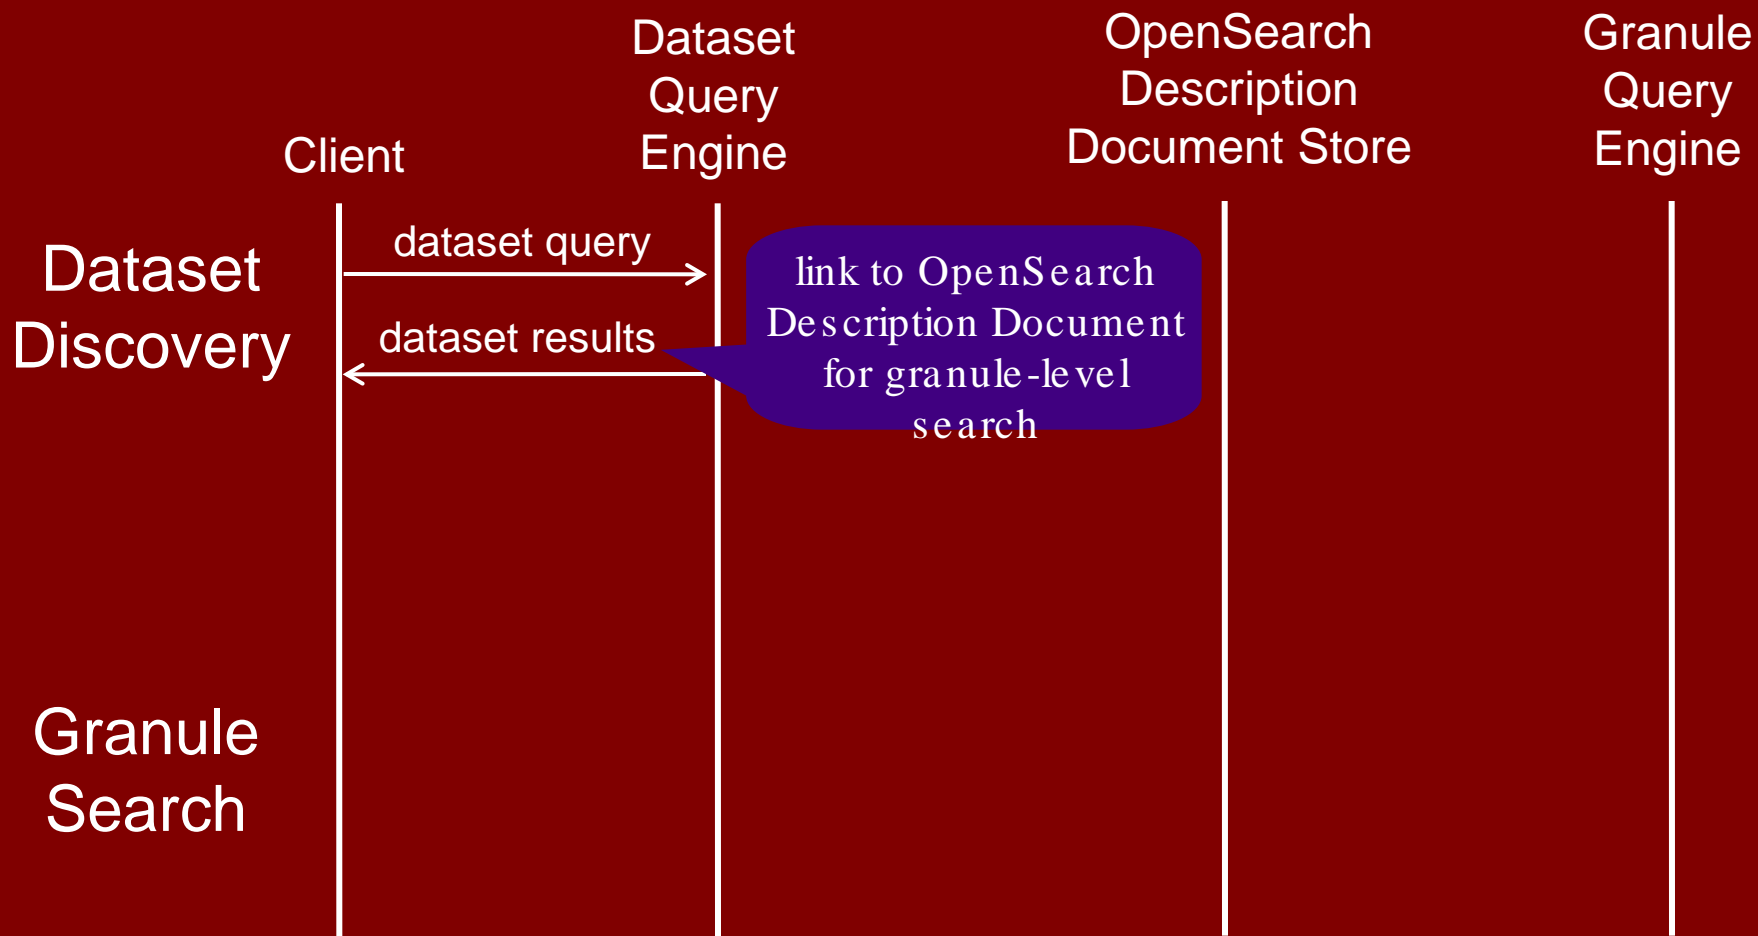 Client
Dataset
Query
Engine
OpenSearch
Description
Document Store
Granule
Query
Engine
Dataset
Discovery
dataset query
dataset results
link to OpenSearch
Description Document
for granule-level
search
Granule
Search